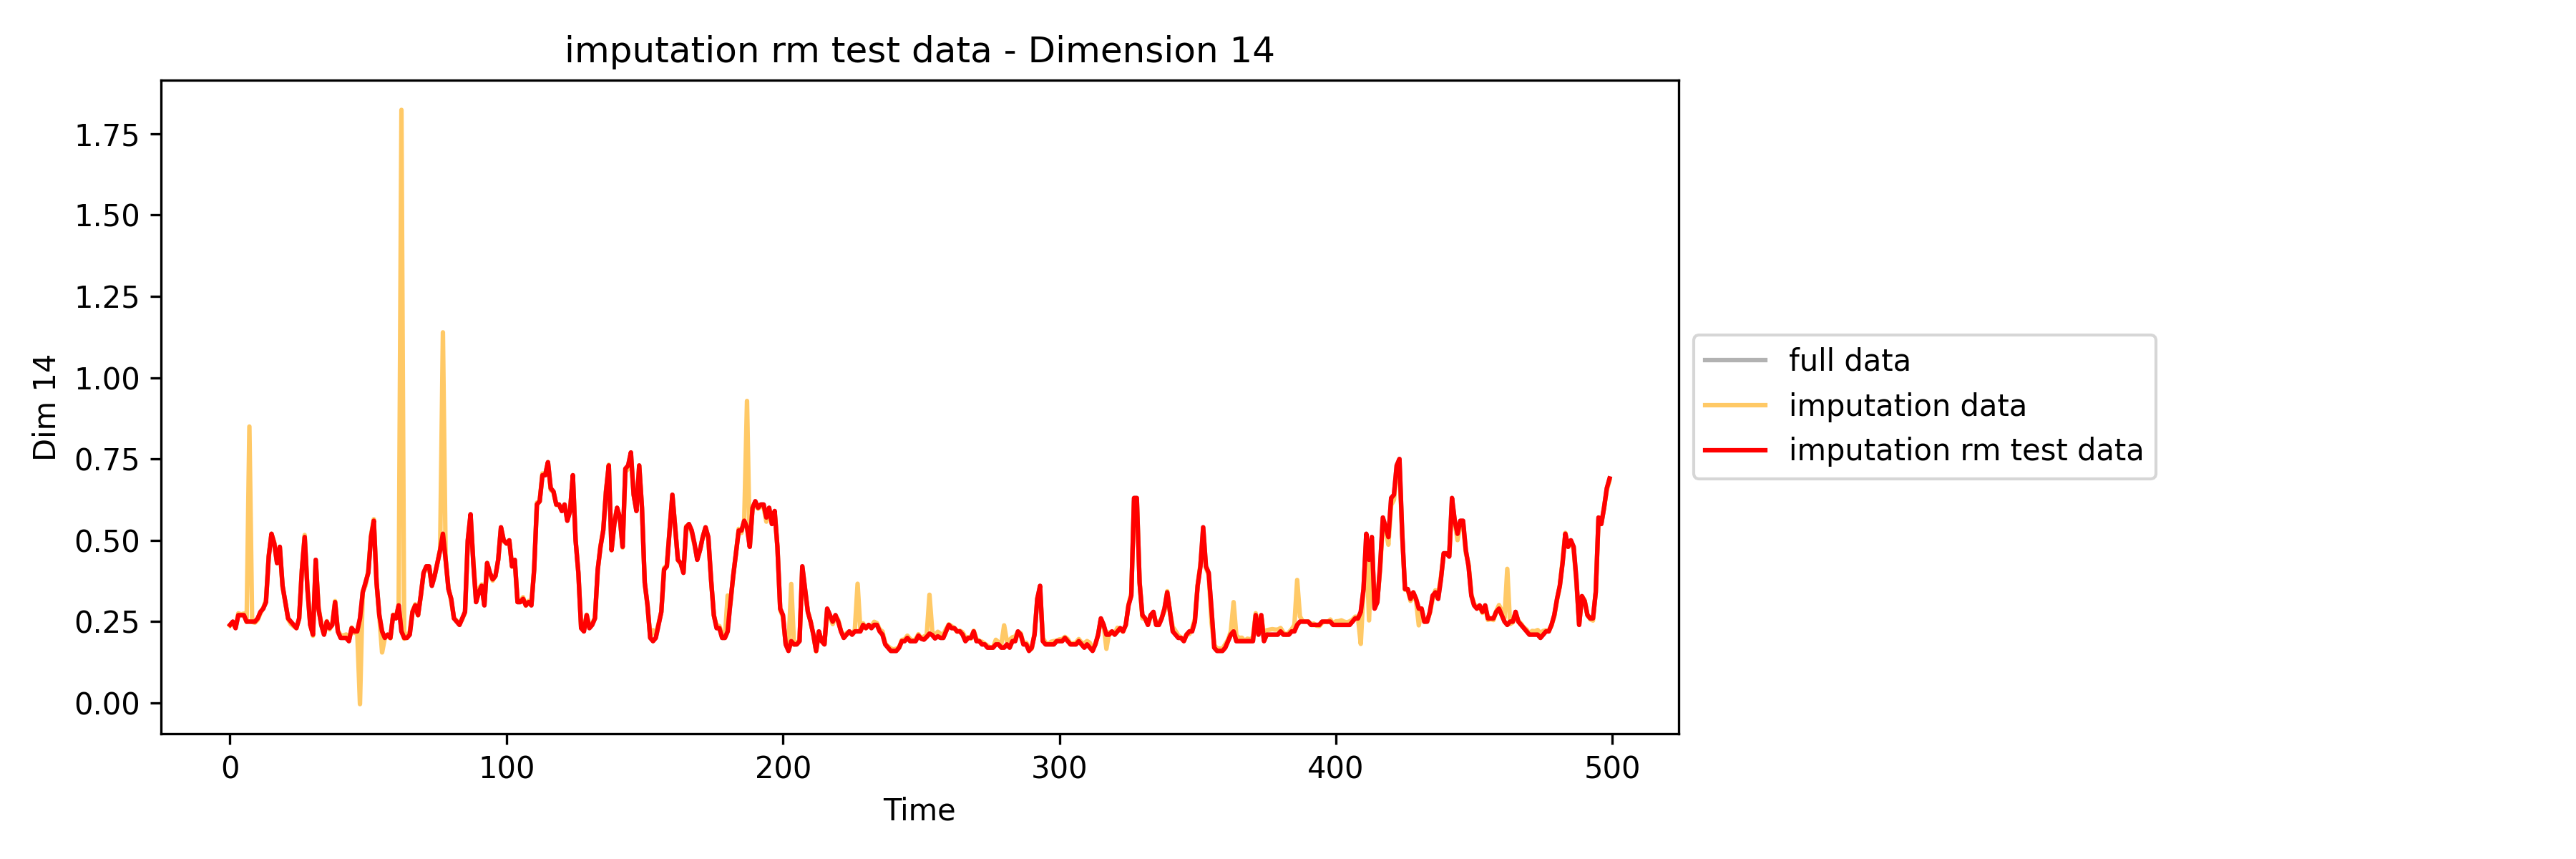 imputation rm test data - Dimension 14
1.75
1.50
1.25
1.00
0.75
0.50
0.25
0.00
Dim 14
0 100 200 300 400 500
Time
full data
imputation data
imputation rm test data